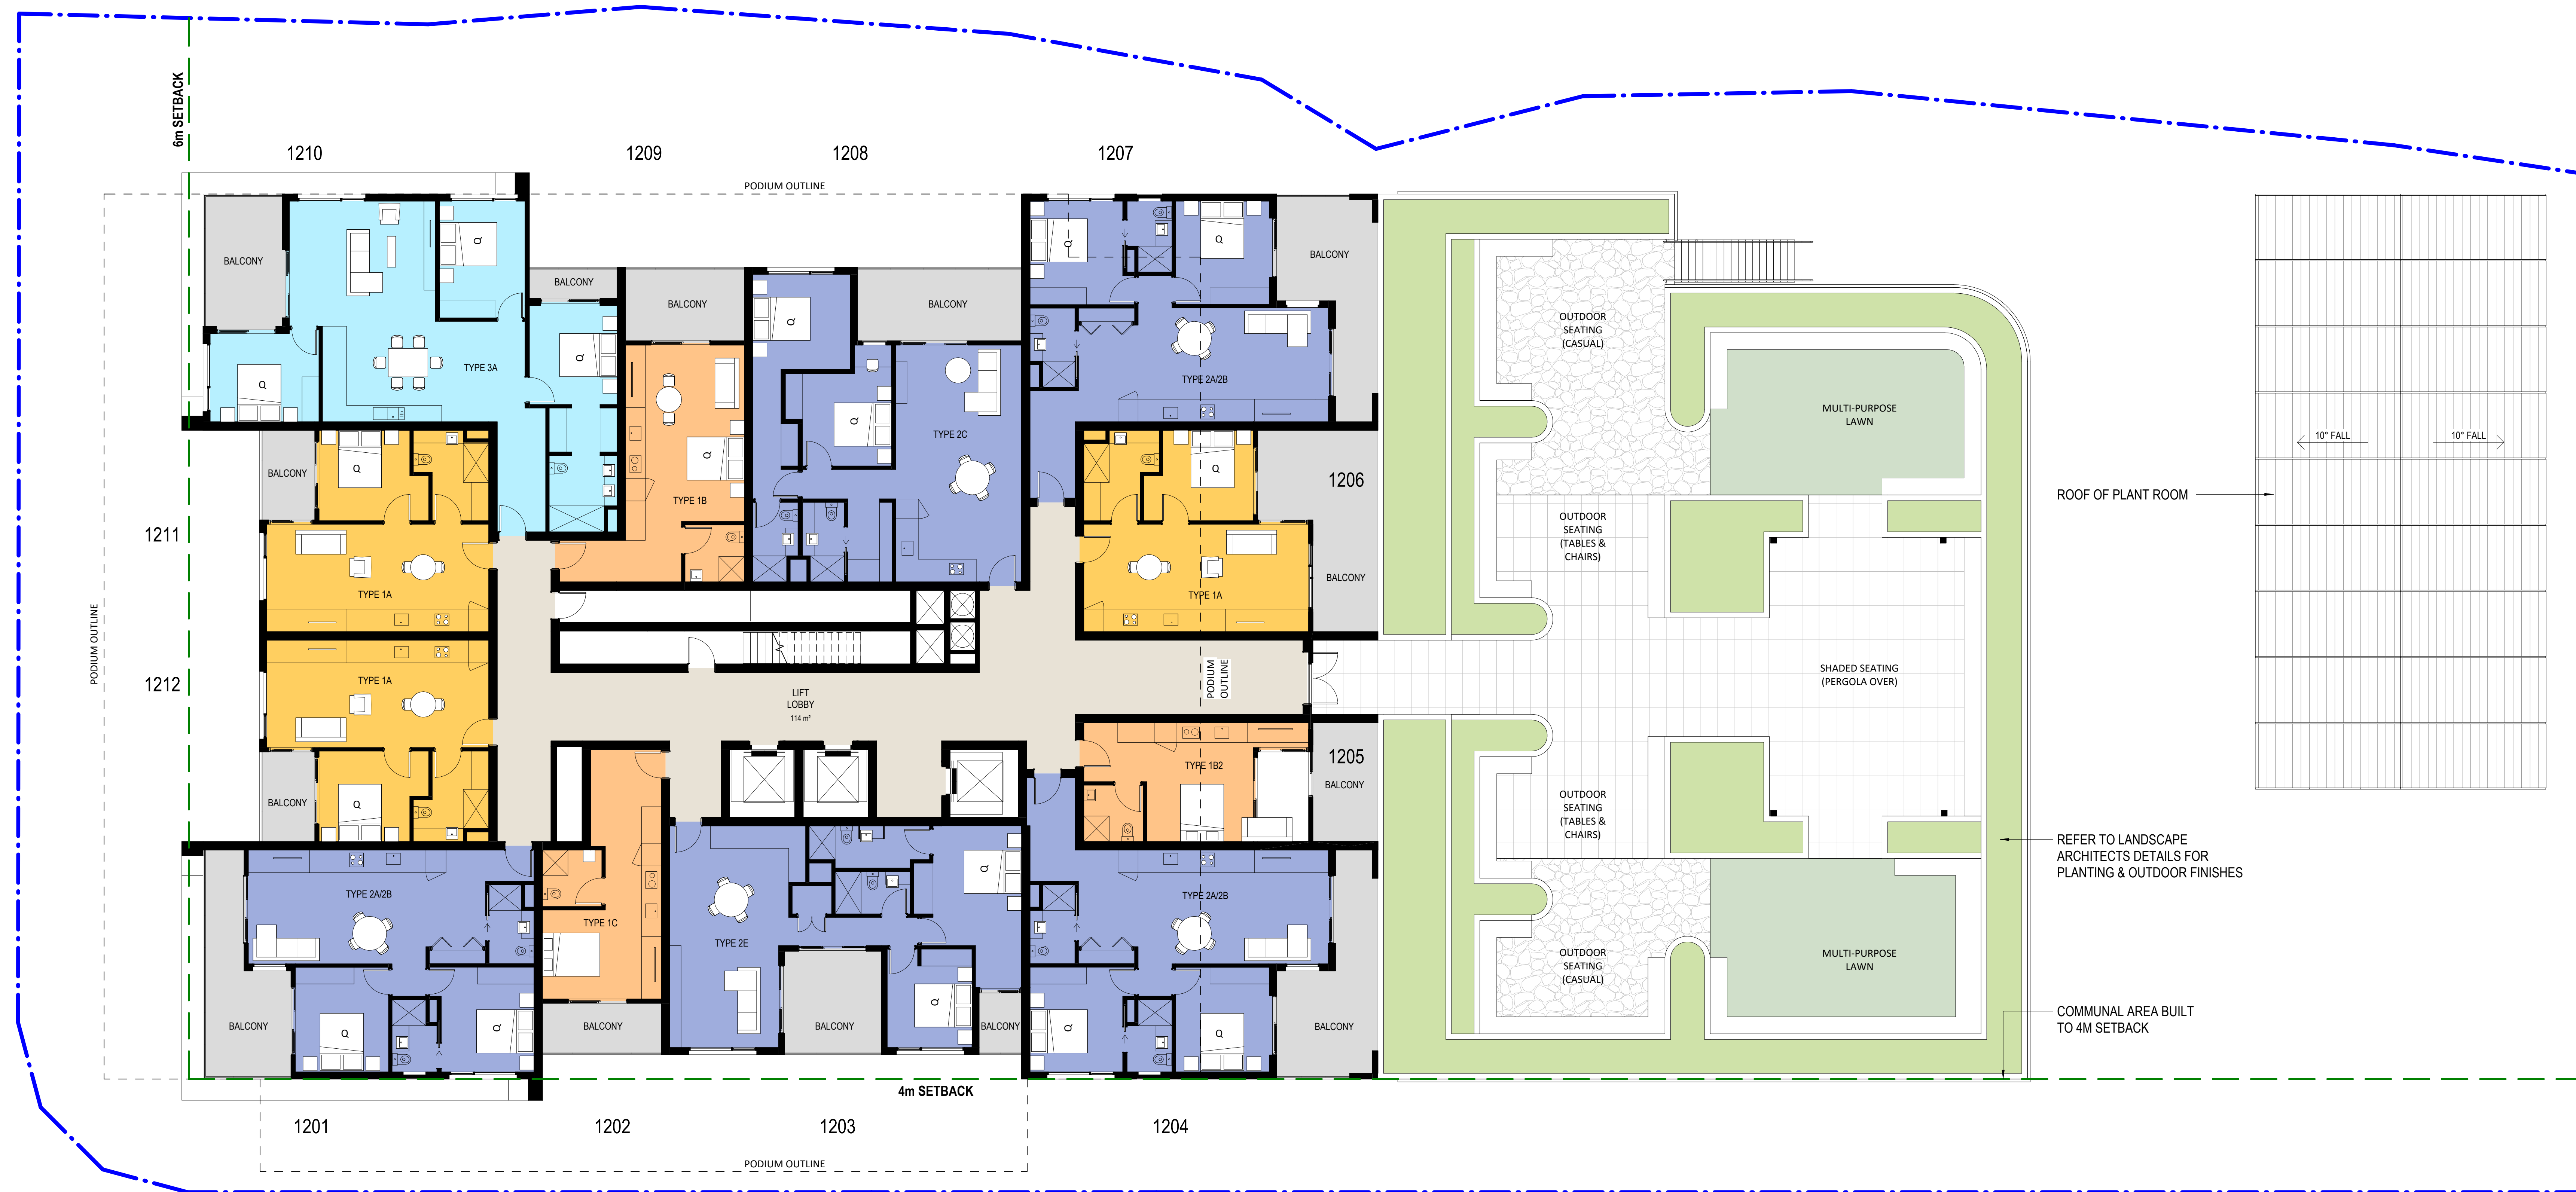 6m SETBACK
1210
1209
1208
1207
PODIUM OUTLINE
BALCONY
BALCONY
BALCONY
BALCONY
BALCONY
Q
Q
Q
Q
Q
Q
Q
Q
Q
TYPE 3A
TYPE 1B
TYPE 2C
TYPE 2A/2B
OUTDOOR
SEATING
(CASUAL)
MULTI-PURPOSE
LAWN
10° FALL
10° FALL
BALCONY
Q
Q
1206
ROOF OF PLANT ROOM
1211
OUTDOOR
SEATING
(TABLES &
CHAIRS)
BALCONY
TYPE 1A
TYPE 1A
PODIUM OUTLINE
1212
TYPE 1A
LIFT
LOBBY
114 m²
PODIUM
OUTLINE
SHADED SEATING
(PERGOLA OVER)
TYPE 1B2
1205
BALCONY
BALCONY
Q
OUTDOOR
SEATING
(TABLES &
CHAIRS)
REFER TO LANDSCAPE
ARCHITECTS DETAILS FOR
PLANTING & OUTDOOR FINISHES
TYPE 2A/2B
TYPE 1C
TYPE 2E
Q
TYPE 2A/2B
OUTDOOR
SEATING
(CASUAL)
MULTI-PURPOSE
LAWN
BALCONY
Q
Q
BALCONY
BALCONY
Q
BALCONY
Q
Q
BALCONY
COMMUNAL AREA BUILT
TO 4M SETBACK
4m SETBACK
1201
1202
1203
1204
PODIUM OUTLINE